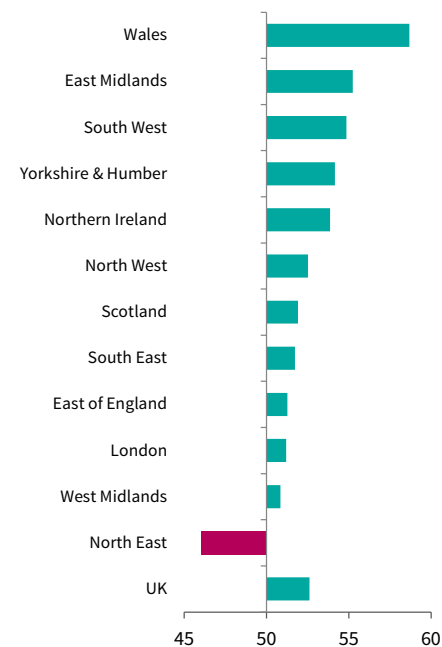 Wales
East Midlands
South West
Yorkshire & Humber
Northern Ireland
North West
Scotland
South East
East of England
London
West Midlands
North East
UK
45 50 55 60